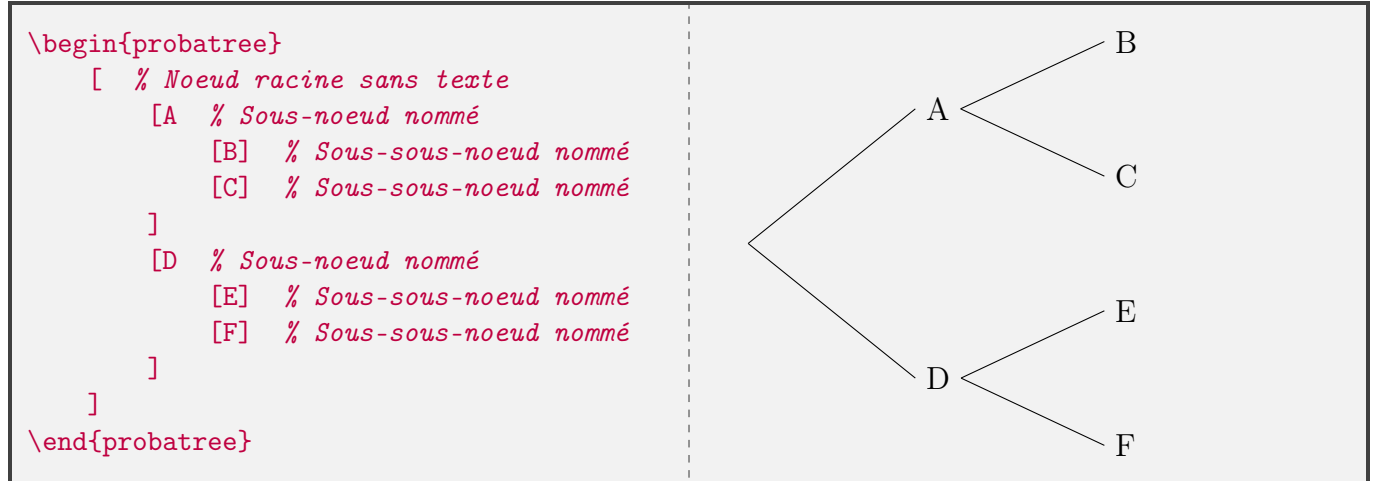 \begin{probatree}
    [  % Noeud racine sans texte
        [A  % Sous-noeud nommé
            [B]  % Sous-sous-noeud nommé
            [C]  % Sous-sous-noeud nommé
        ]
        [D  % Sous-noeud nommé
            [E]  % Sous-sous-noeud nommé
            [F]  % Sous-sous-noeud nommé
        ]
    ]
\end{probatree}
B
A
C
E
D
F